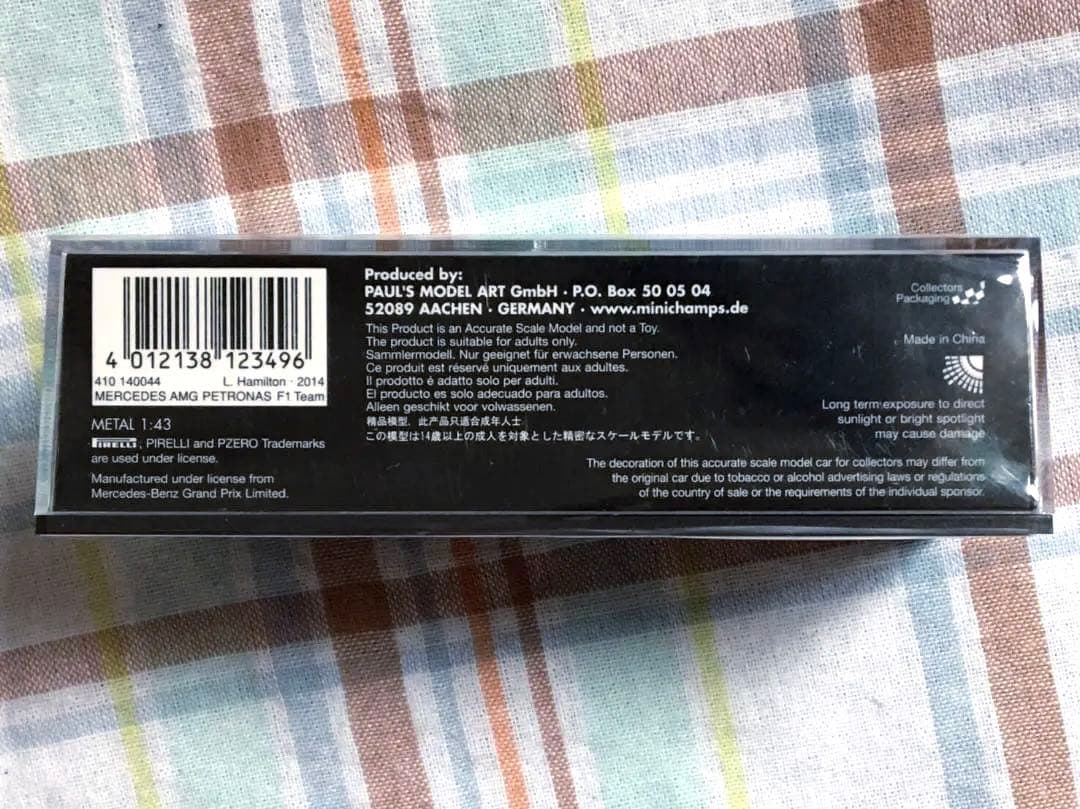 4 012138 123496
410 140044 L. Hamilton · 2014
MERCEDES AMG PETRONAS F1 Team
METAL 1:43
PIRELLI, PIRELLI and PZERO Trademarks
are used under license.
Manufactured under license from
Mercedes-Benz Grand Prix Limited.
Produced by:
PAUL'S MODEL ART GmbH · P.O. Box 50 05 04
52089 AACHEN · GERMANY · www.minichamps.de
This Product is an Accurate Scale Model and not a Toy.
The product is suitable for adults only.
Sammlermodell. Nur geeignet für erwachsene Personen.
Ce produit est réservé uniquement aux adultes.
Il prodotto é adatto solo per adulti.
El producto es solo adecuado para adultos.
Alleen geschikt voor volwassenen.
精品模型，此产品只适合成年人士
この模型は14歳以上の成人を対象とした精密なスケールモデルです。
Collectors
Packaging
Made in China
Long term exposure to direct
sunlight or bright spotlight
may cause damage
The decoration of this accurate scale model car for collectors may differ from
the original car due to tobacco or alcohol advertising laws or regulations
of the country of sale or the requirements of the individual sponsor.